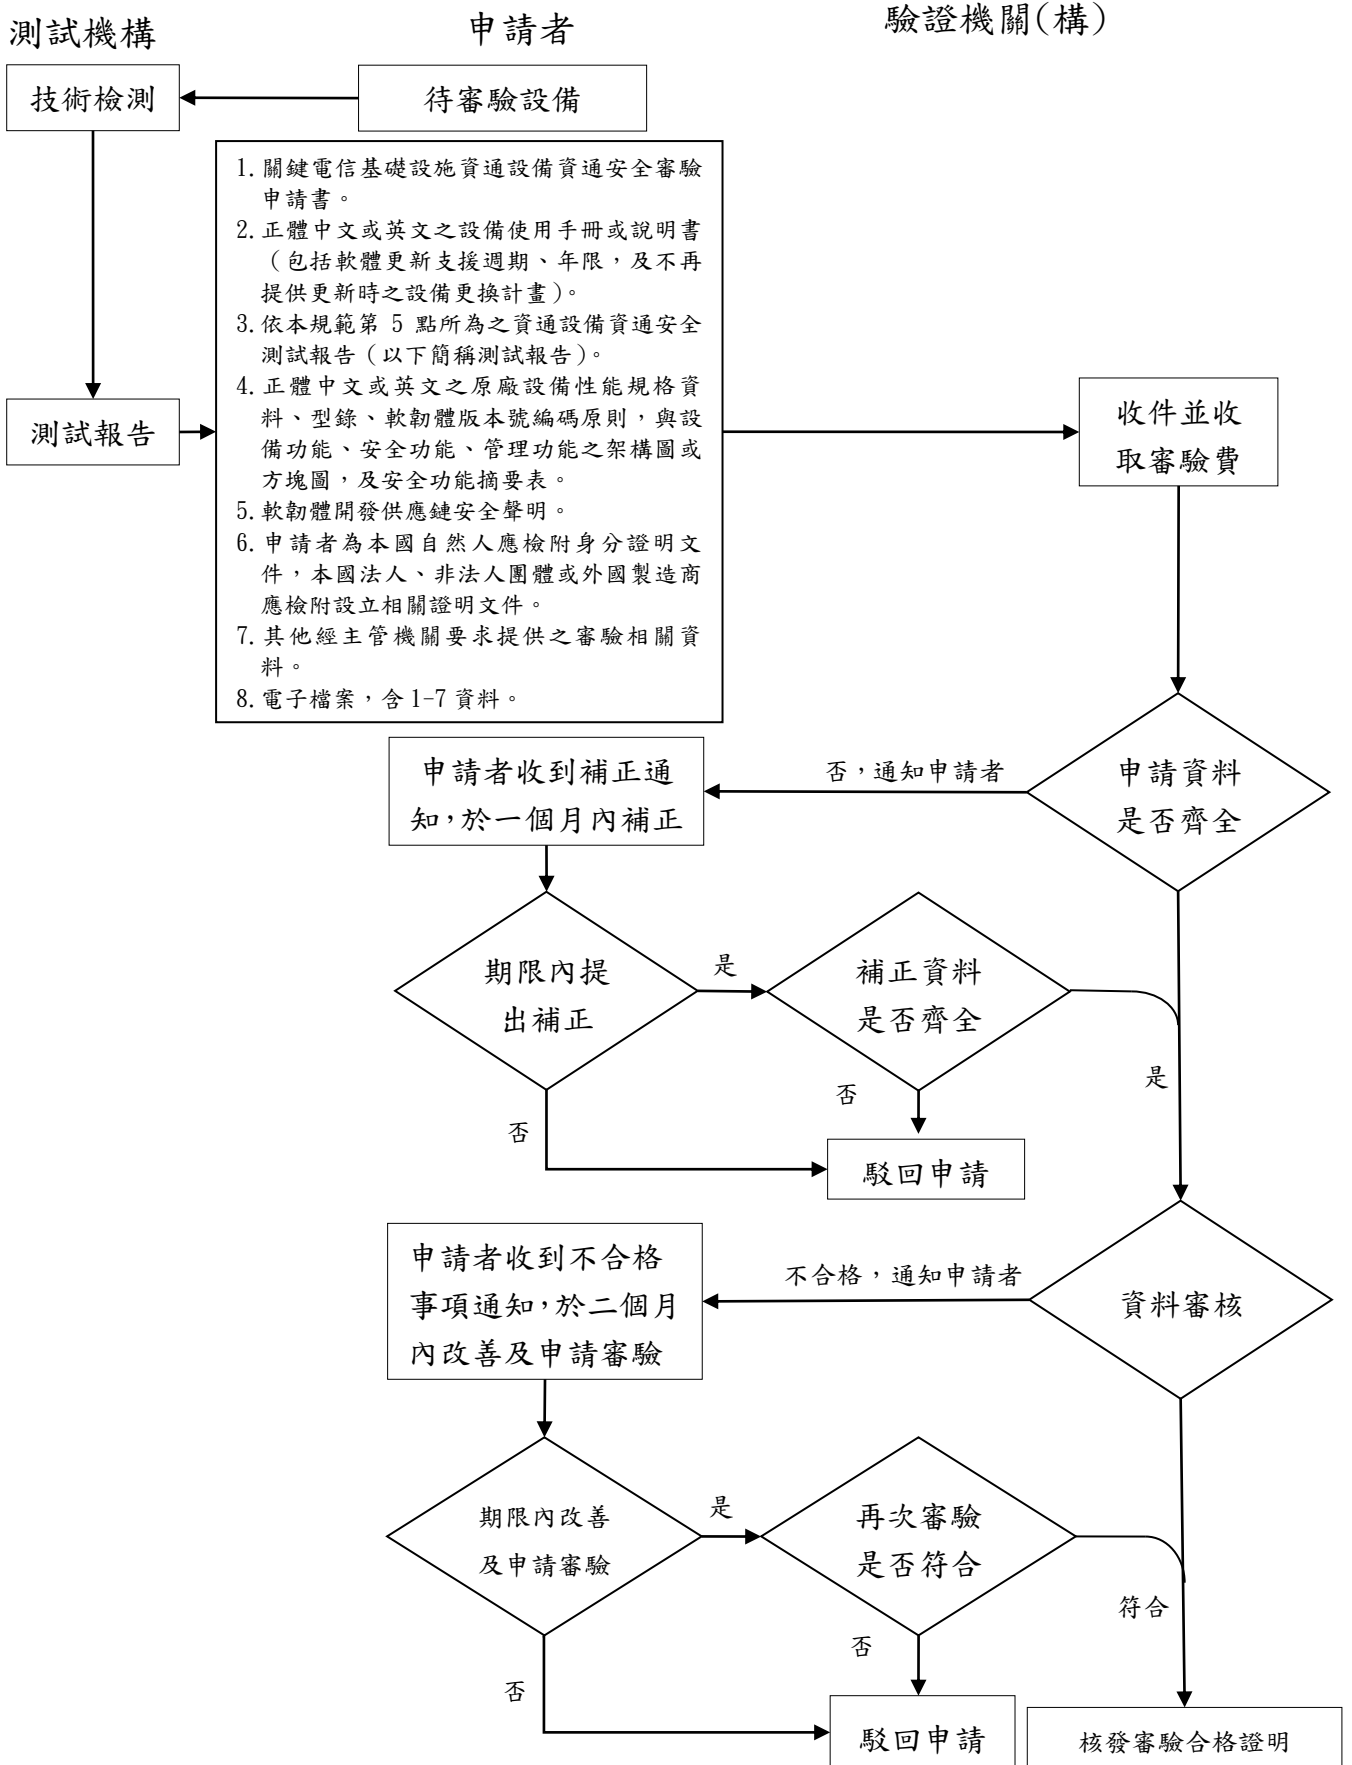 測試機構
申請者
驗證機關(構)
技術檢測
待審驗設備
1. 關鍵電信基礎設施資通設備資通安全審驗
申請書。
2. 正體中文或英文之設備使用手冊或說明書
（包括軟體更新支援週期、年限，及不再
提供更新時之設備更換計畫）。
3. 依本規範第 5 點所為之資通設備資通安全
測試報告（以下簡稱測試報告）。
4. 正體中文或英文之原廠設備性能規格資
料、型錄、軟韌體版本號編碼原則，與設
備功能、安全功能、管理功能之架構圖或
方塊圖，及安全功能摘要表。
5. 軟韌體開發供應鏈安全聲明。
6. 申請者為本國自然人應檢附身分證明文
件，本國法人、非法人團體或外國製造商
應檢附設立相關證明文件。
7. 其他經主管機關要求提供之審驗相關資
料。
8. 電子檔案，含 1-7 資料。
測試報告
收件並收
取審驗費
申請者收到補正通
知，於一個月內補正
否，通知申請者
申請資料
是否齊全
期限內提
出補正
是
補正資料
是否齊全
是
否
否
駁回申請
申請者收到不合格
事項通知，於二個月
內改善及申請審驗
不合格，通知申請者
資料審核
期限內改善
及申請審驗
是
再次審驗
是否符合
符合
否
否
駁回申請
核發審驗合格證明